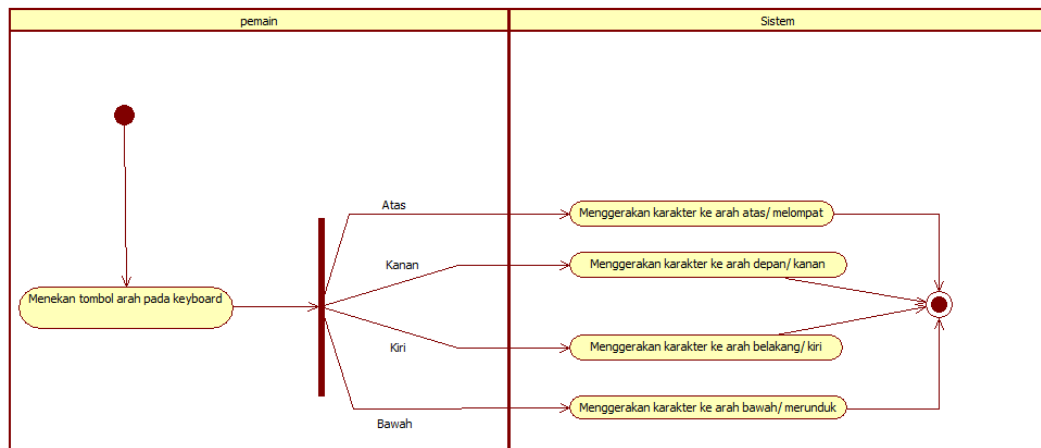 pemain
Sistem
Atas
Menggerakan karakter ke arah atas/ melompat
Kanan
Menggerakan karakter ke arah depan/ kanan
Menekan tombol arah pada keyboard
Kiri
Menggerakan karakter ke arah belakang/ kiri
Menggerakan karakter ke arah bawah/ merunduk
Bawah